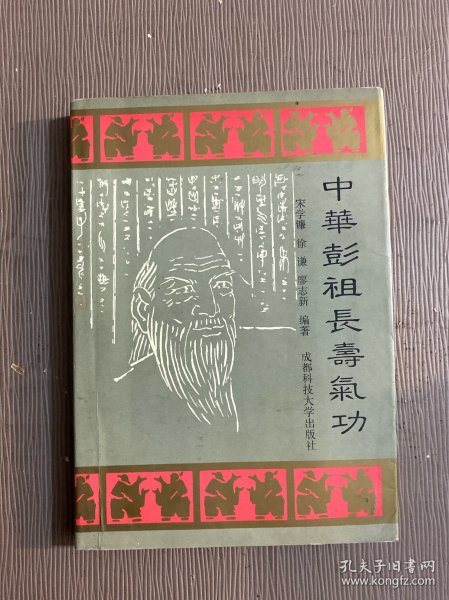 中華彭祖長壽氣功
宋学镰 徐谦 廖志新 编著
成都科技大学出版社
孔夫子旧书网
www.kongfz.com